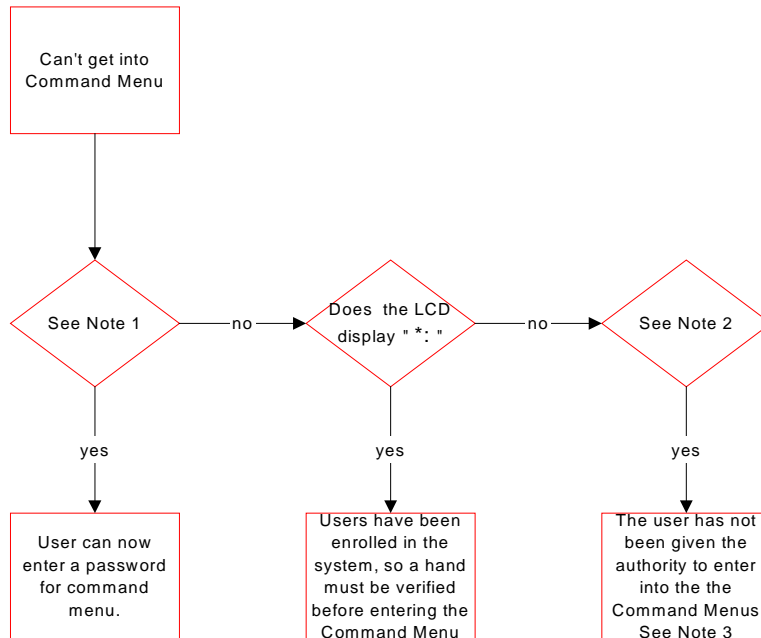 Can't get into
Command Menu
See Note 1
no
Does the LCD
display " *: "
no
See Note 2
yes
yes
yes
User can now
enter a password
for command
menu.
Users have been
enrolled in the
system, so a hand
must be verified
before entering the
Command Menu
The user has not
been given the
authority to enter
into the the
Command Menus
See Note 3